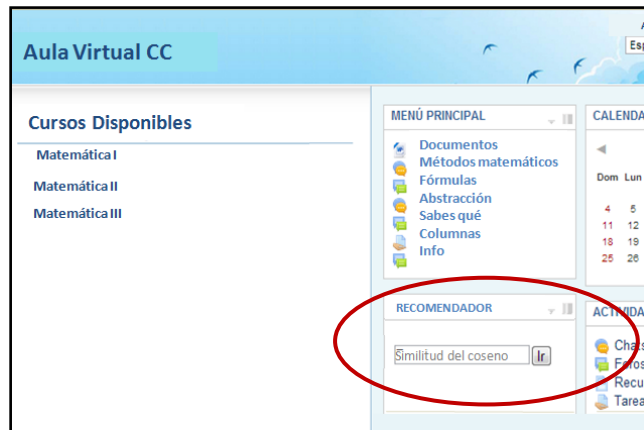 Aula Virtual CC
Cursos Disponibles
Matemática I
Matemática II
Matemática III
MENÚ PRINCIPAL
Documentos
Métodos matemáticos
Fórmulas
Abstracción
Sabes qué
Columnas
Info
RECOMENDADOR
Similitud del coseno Ir
CALENDA
Dom Lun
4 5
11 12
18 19
25 26
ACTIVIDA
Chats
Foros
Recu
Tarea